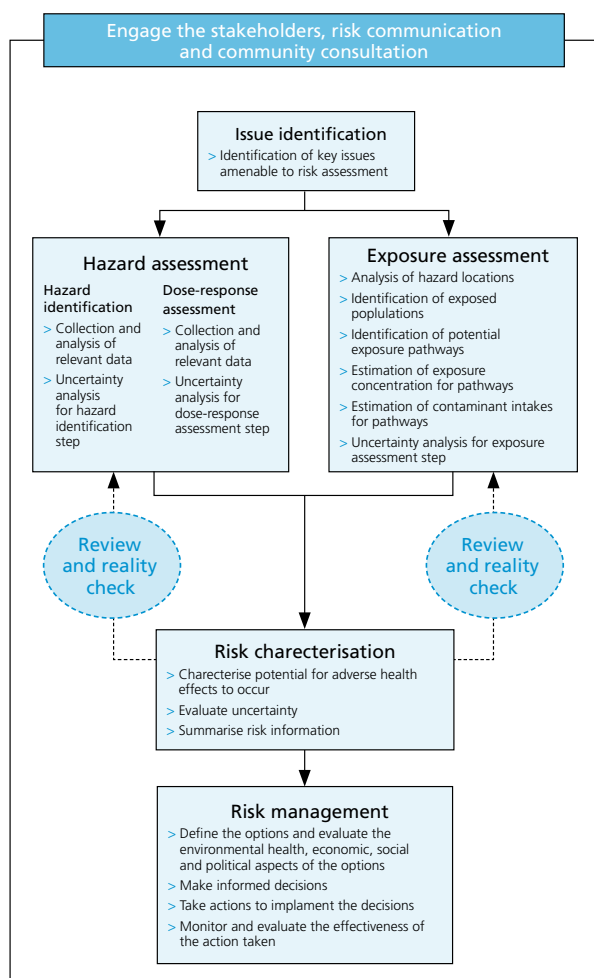 Engage the stakeholders, risk communication
and community consultation
Issue identification
> Identification of key issues
amenable to risk assessment
Hazard assessment
Hazard
identification
> Collection and
analysis of
relevant data
> Uncertainty
analysis
for hazard
identification
step
Dose-response
assessment
> Collection and
analysis of
relevant data
> Uncertainty
analysis for
dose-response
assessment step
Exposure assessment
> Analysis of hazard locations
> Identification of exposed
poplulations
> Identification of potential
exposure pathways
> Estimation of exposure
concentration for pathways
> Estimation of contaminant intakes
for pathways
> Uncertainty analysis for exposure
assessment step
Review
and reality
check
Review
and reality
check
Risk charecterisation
> Charecterise potential for adverse health
effects to occur
> Evaluate uncertainty
> Summarise risk information
Risk management
> Define the options and evaluate the
environmental health, economic, social
and political aspects of the options
> Make informed decisions
> Take actions to implament the decisions
> Monitor and evaluate the effectiveness of
the action taken